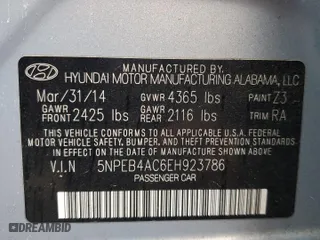 MANUFACTURED BY
HYUNDAI MOTOR MANUFACTURING ALABAMA, LLC
Mar/31/14 GVWR 4365 lbs PAINT Z3
GAWR FRONT 2425 lbs GAWR REAR 2116 lbs TRIM RA
THIS VEHICLE CONFORMS TO ALL APPLICABLE
FEDERAL MOTOR VEHICLE SAFETY, BUMPER,
AND THEFT PREVENTION STANDARDS IN EFFECT
ON THE DATE OF MANUFACTURE SHOWN ABOVE.
V.I.N 5NPEB4AC6EH923786
PASSENGER CAR